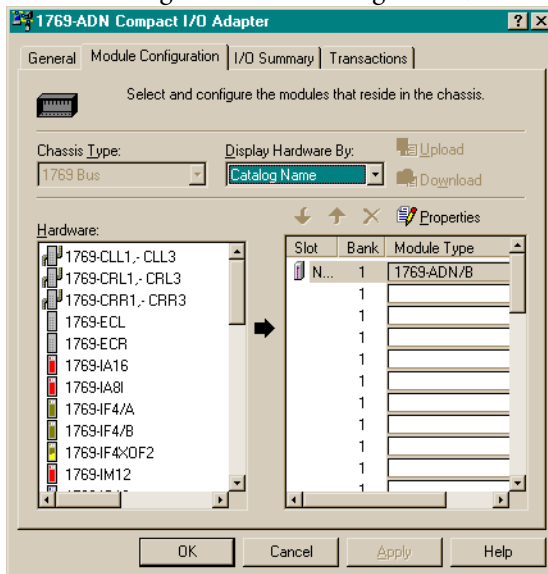 1769-ADN Compact I/O Adapter
General Module Configuration I/O Summary Transactions
Select and configure the modules that reside in the chassis.
Chassis Type: Display Hardware By: Upload
1769 Bus Catalog Name Download
Properties
Hardware:
Slot Bank Module Type
N... 1 1769-ADN/B
1
1
1
1
1
1
1
1
1
1769-CLL1,- CLL3
1769-CRL1,- CRL3
1769-CRR1,- CRR3
1769-ECL
1769-ECR
1769-IA16
1769-IA8I
1769-IF4/A
1769-IF4/B
1769-IF4XOF2
1769-IM12
OK Cancel Apply Help